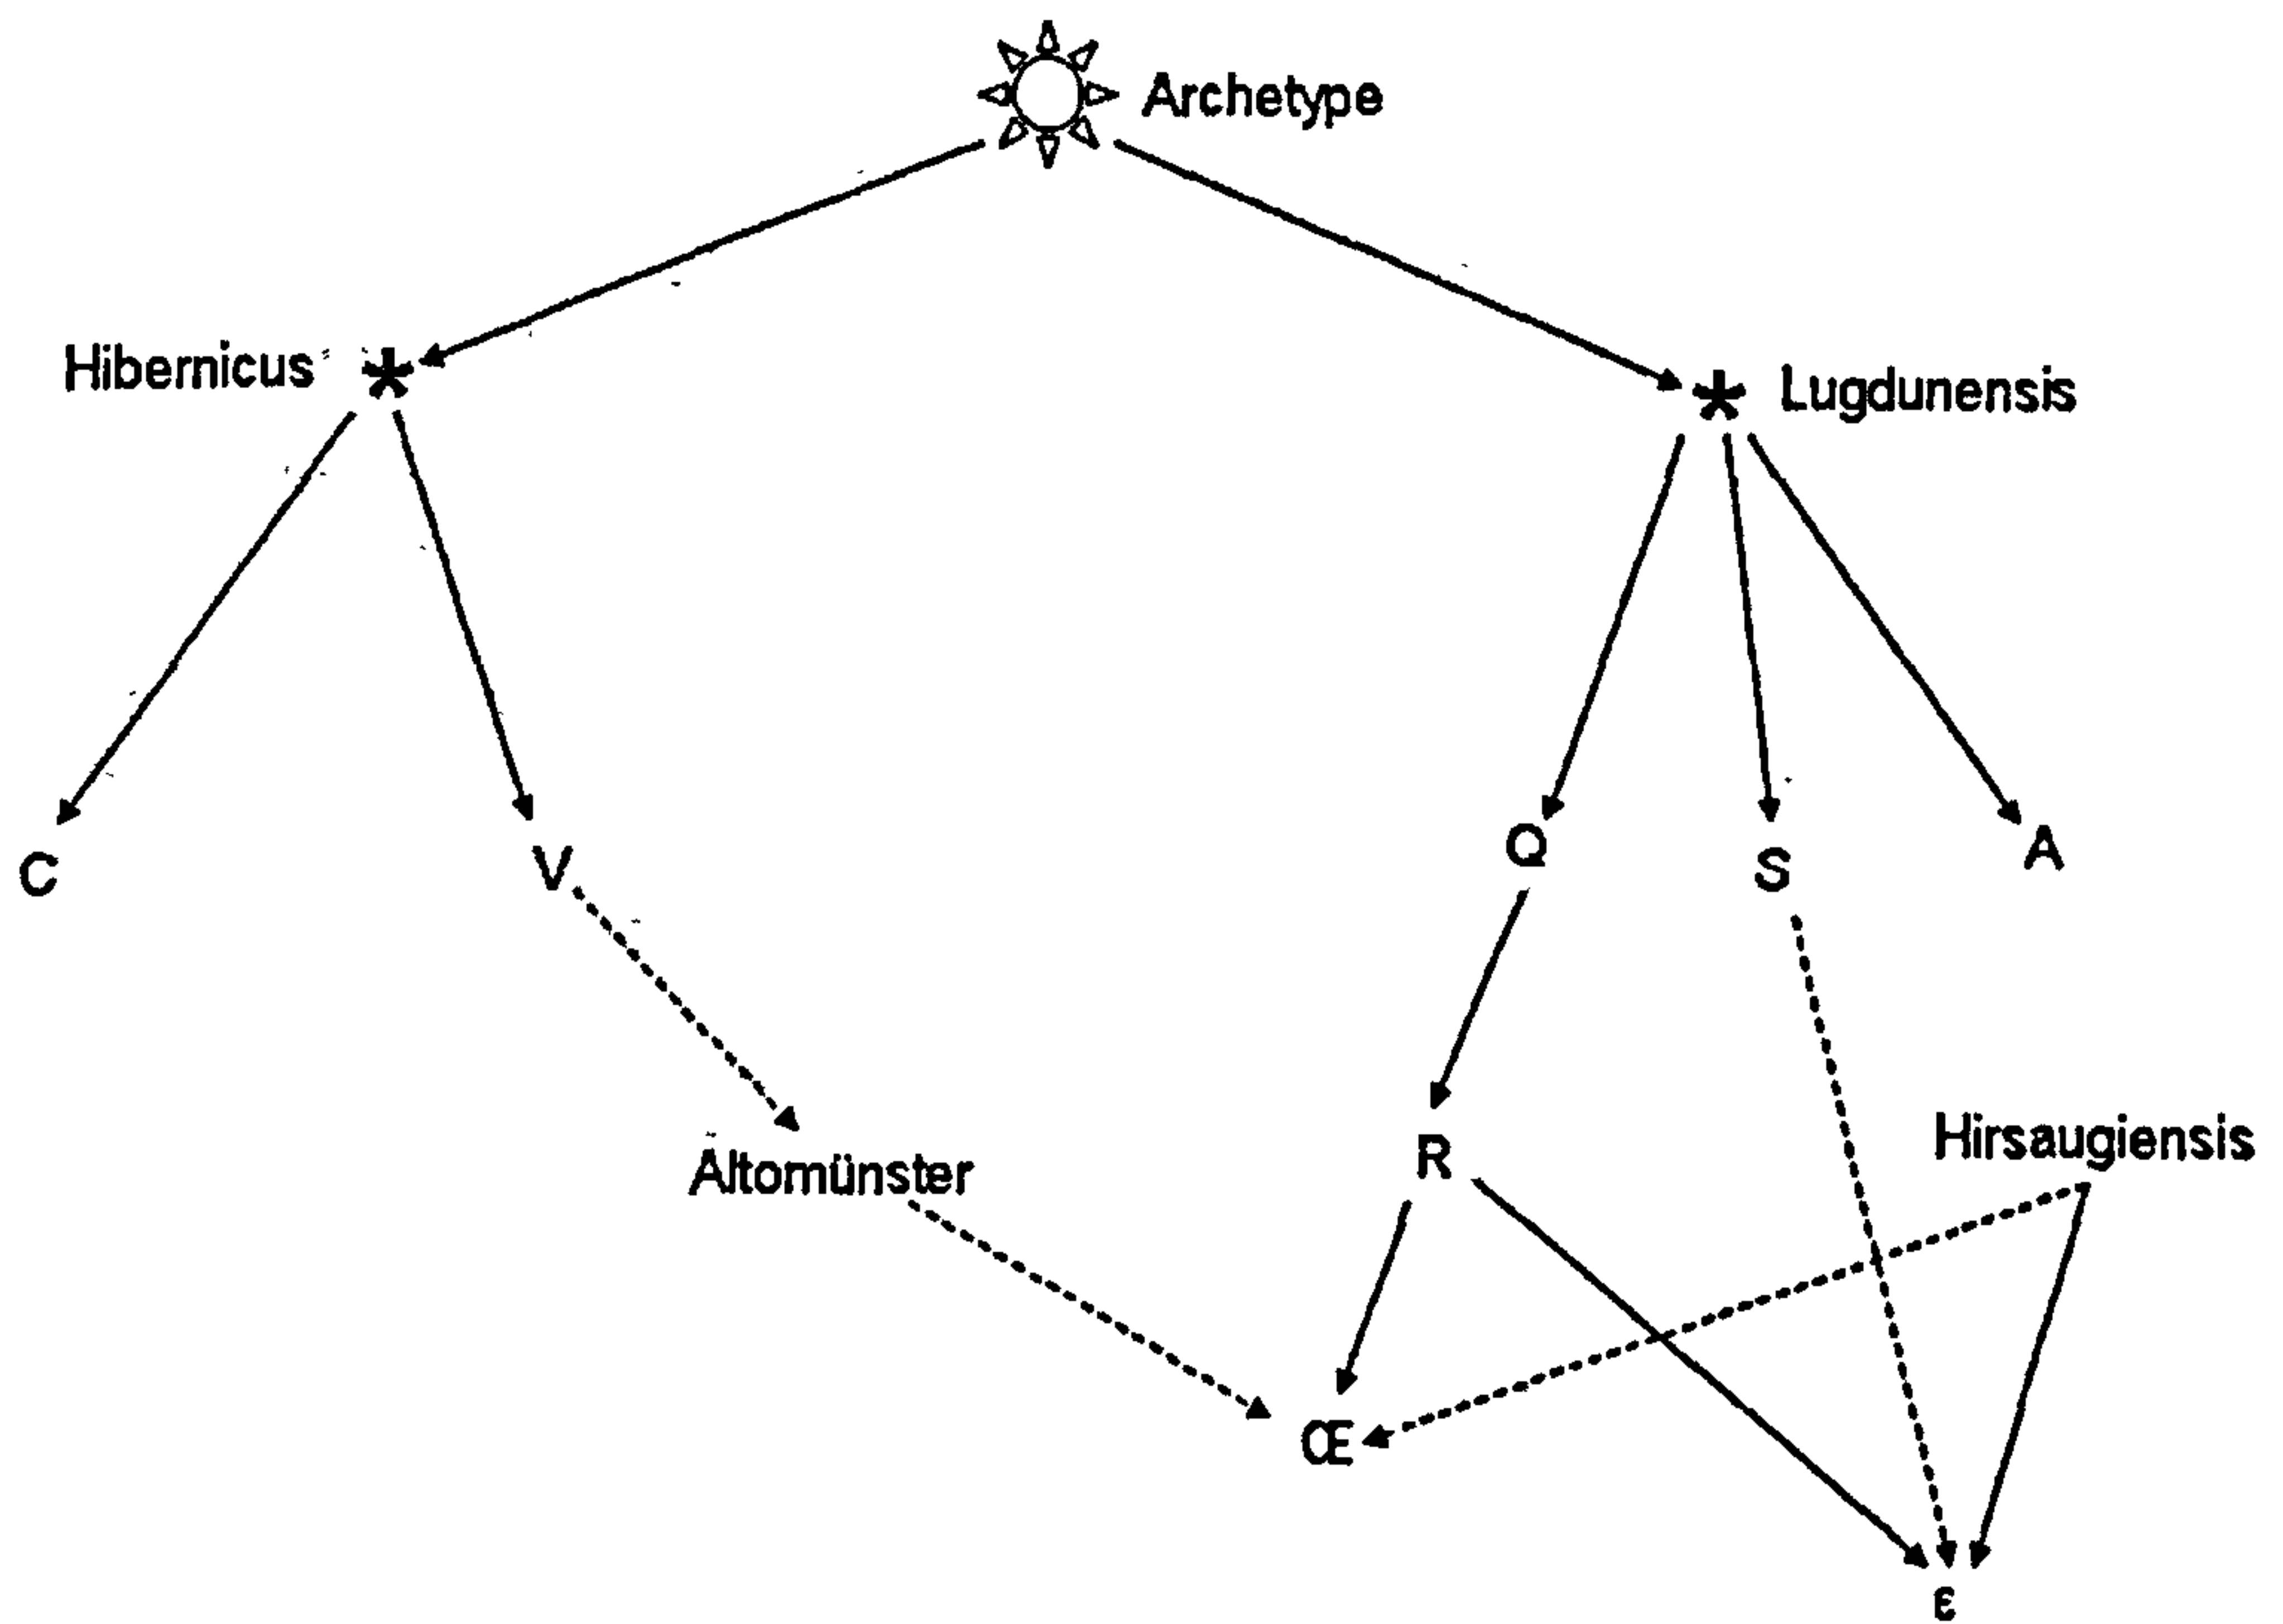 Archetype
Hibernicus
Lugdunensis
C
V
Q
S
A
Altomünster
R
Hirsaugiensis
Œ
ε